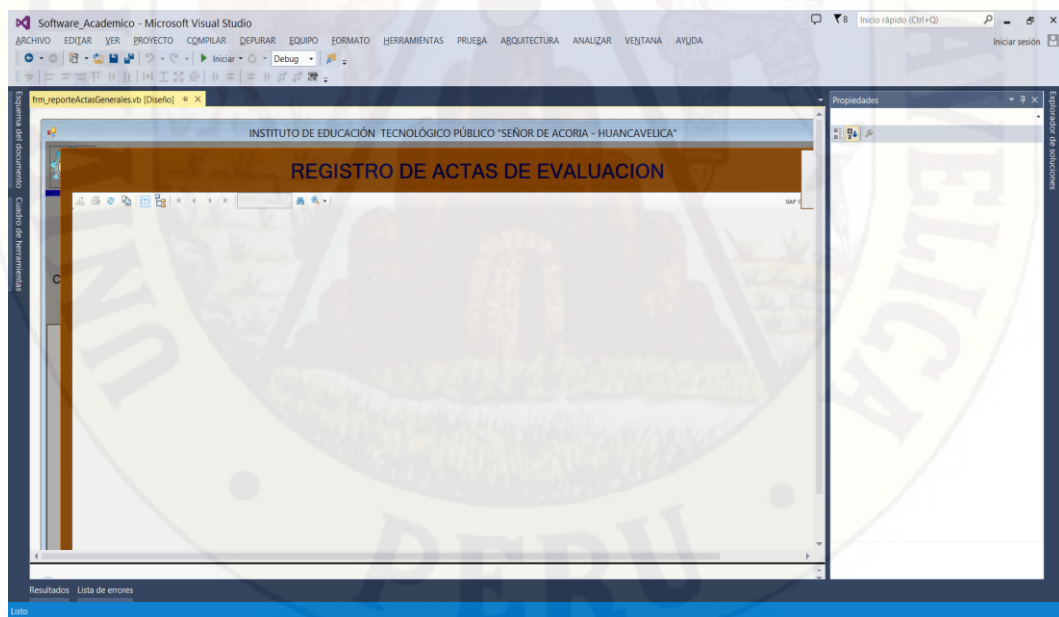 Software_Academico - Microsoft Visual Studio
8 Inicio rápido (Ctrl+Q)
ARCHIVO EDITAR VER PROYECTO COMPILAR DEPURAR EQUIPO FORMATO HERRAMIENTAS PRUEBA ARQUITECTURA ANALIZAR VENTANA AYUDA
Iniciar sesión
Iniciar Debug
Esquema del documento
Cuadro de herramientas
frm_reporteActasGenerales.vb [Diseño]
Propiedades
Explorador de soluciones
INSTITUTO DE EDUCACIÓN TECNOLÓGICO PÚBLICO "SEÑOR DE ACORIA - HUANCAVELICA"
REGISTRO DE ACTAS DE EVALUACION
SAP
C
Resultados Lista de errores
Listo
PERU